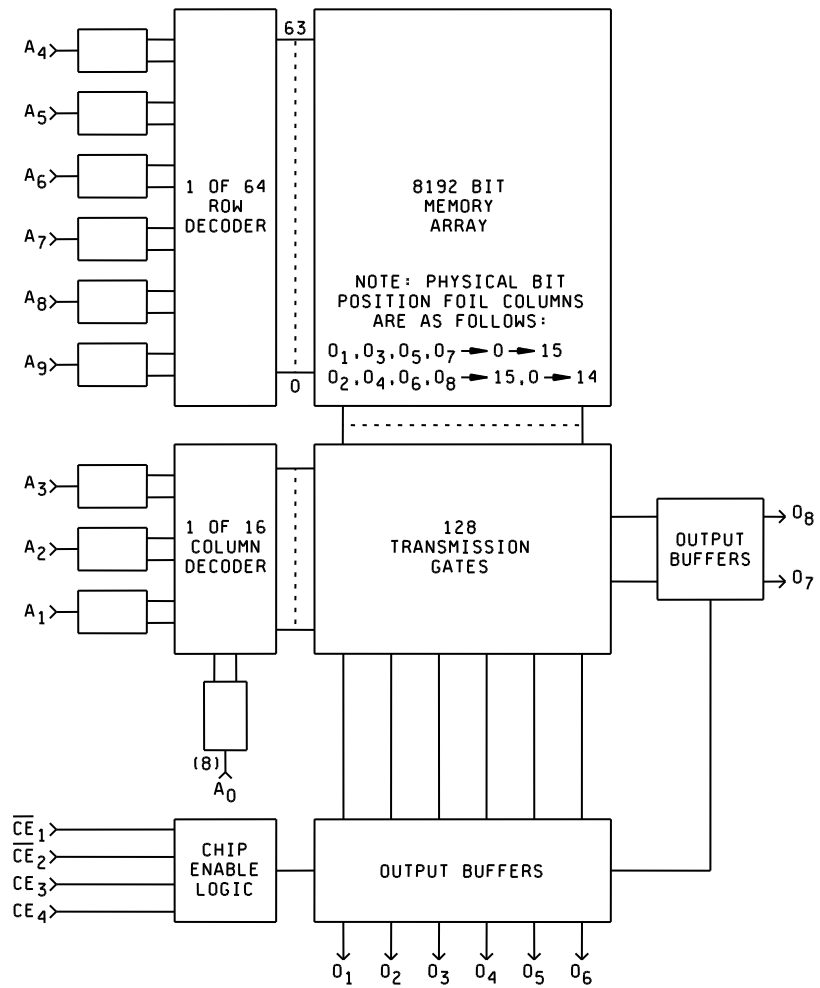 A4
A5
A6
A7
A8
A9
1 OF 64
ROW
DECODER
63
0
8192 BIT
MEMORY
ARRAY
NOTE: PHYSICAL BIT
POSITION FOIL COLUMNS
ARE AS FOLLOWS:
O1,O3,O5,O7→0→15
O2,O4,O6,O8→15,0→14
A3
A2
A1
1 OF 16
COLUMN
DECODER
128
TRANSMISSION
GATES
OUTPUT
BUFFERS
O8
O7
(8)
A0
C̅E̅1
C̅E̅2
CE3
CE4
CHIP
ENABLE
LOGIC
OUTPUT BUFFERS
O1 O2 O3 O4 O5 O6